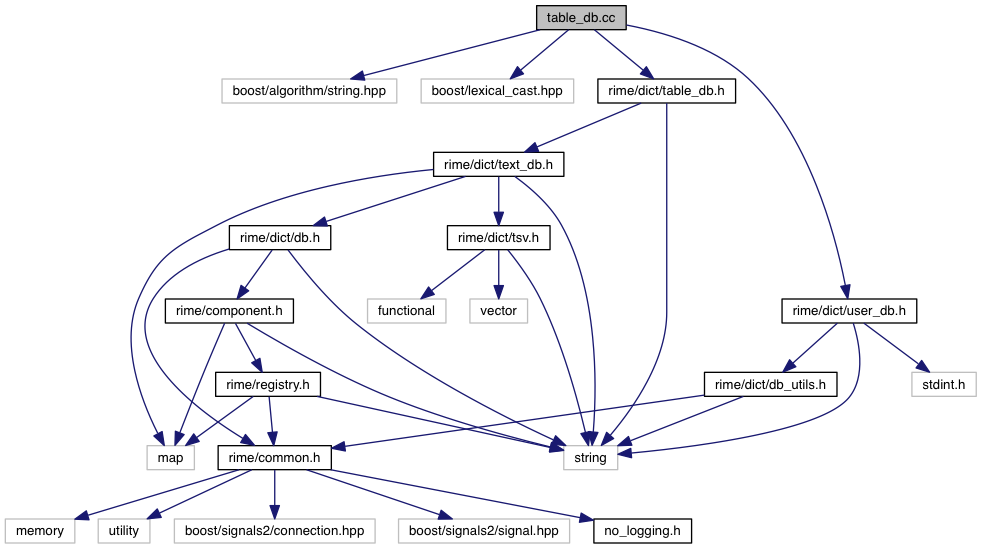 table_db.cc
boost/algorithm/string.hpp
boost/lexical_cast.hpp
rime/dict/table_db.h
rime/dict/text_db.h
rime/dict/db.h
rime/dict/tsv.h
rime/component.h
functional
vector
rime/dict/user_db.h
rime/registry.h
rime/dict/db_utils.h
stdint.h
map
rime/common.h
string
memory
utility
boost/signals2/connection.hpp
boost/signals2/signal.hpp
no_logging.h